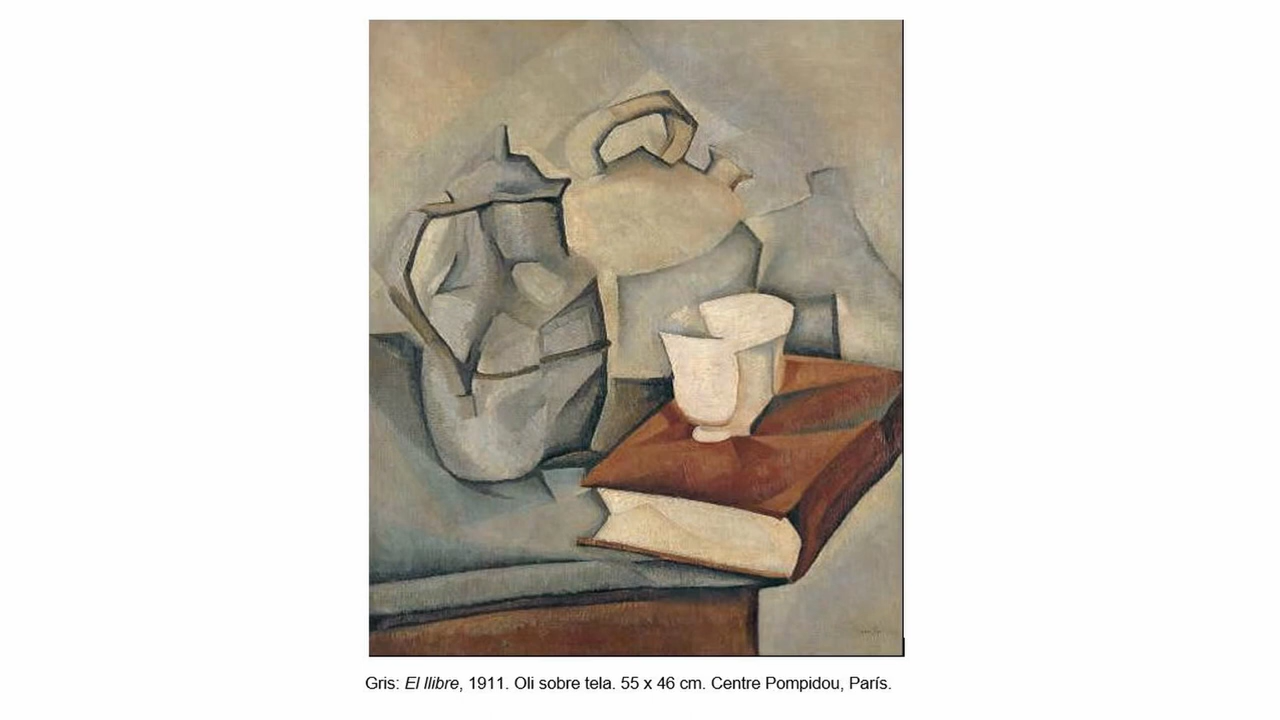 Gris: El llibre, 1911. Oli sobre tela. 55 x 46 cm. Centre Pompidou, París.